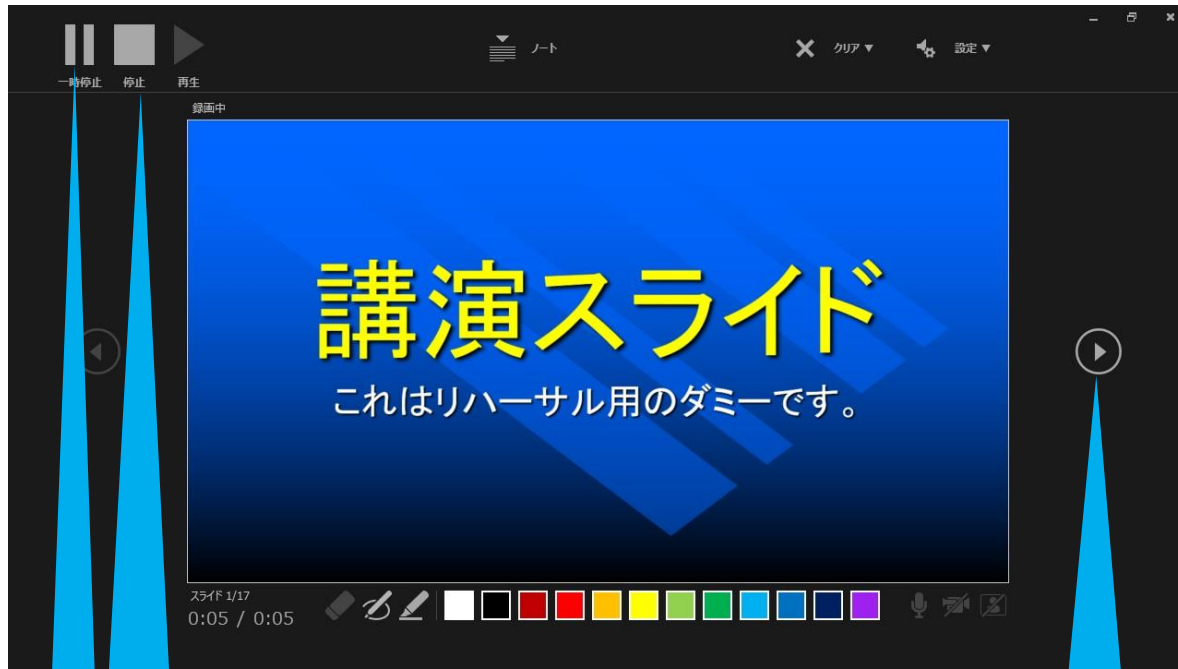 ノート
クリア▼
設定▼
一時停止 停止 再生
録画中
講演スライド
これはリハーサル用のダミーです。
スライド 1/17
0:05 / 0:05